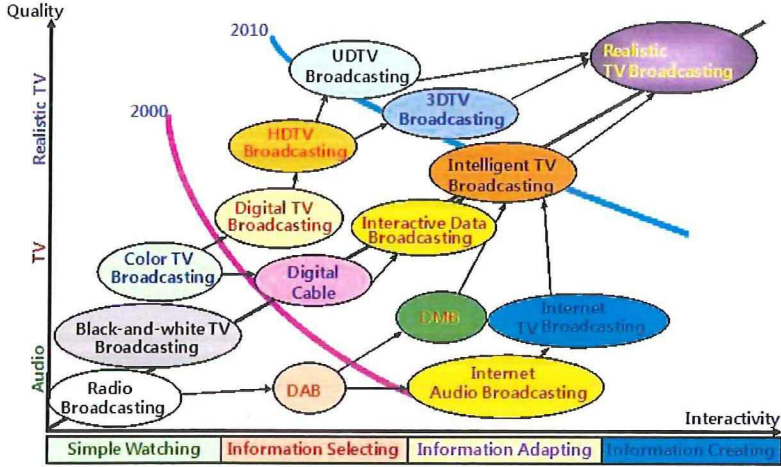 Quality
2010
UDTV
Broadcasting
Realistic
TV Broadcasting
3DTV
Broadcasting
2000
Realistic TV
HDTV
Broadcasting
Intelligent TV
Broadcasting
Digital TV
Broadcasting
Interactive Data
Broadcasting
TV
Color TV
Broadcasting
Digital
Cable
Black-and-white TV
Broadcasting
DMB
Internet
TV Broadcasting
Audio
Radio
Broadcasting
DAB
Internet
Audio Broadcasting
Interactivity
Simple Watching
Information Selecting
Information Adapting
Information Creating